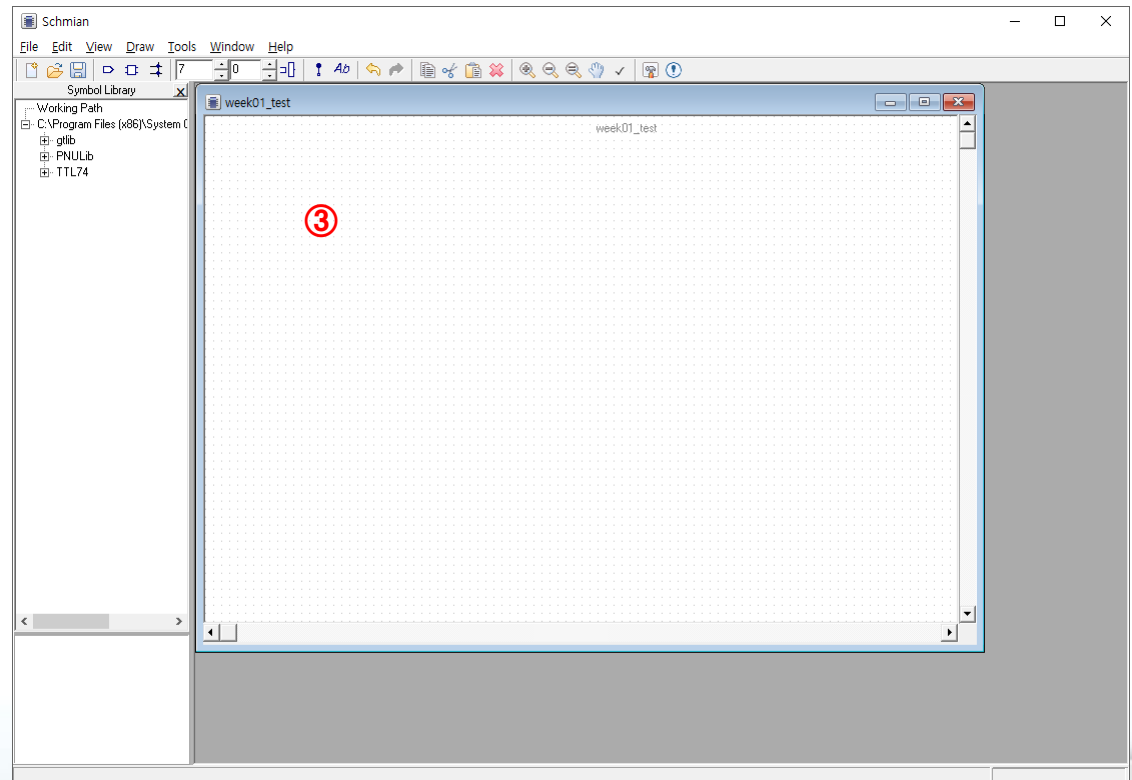 Schmian
File Edit View Draw Tools Window Help
7 0 Ab
Symbol Library x
Working Path
C:\Program Files (x86)\System
gtlib
PNULib
TTL74
week01_test
week01_test
③